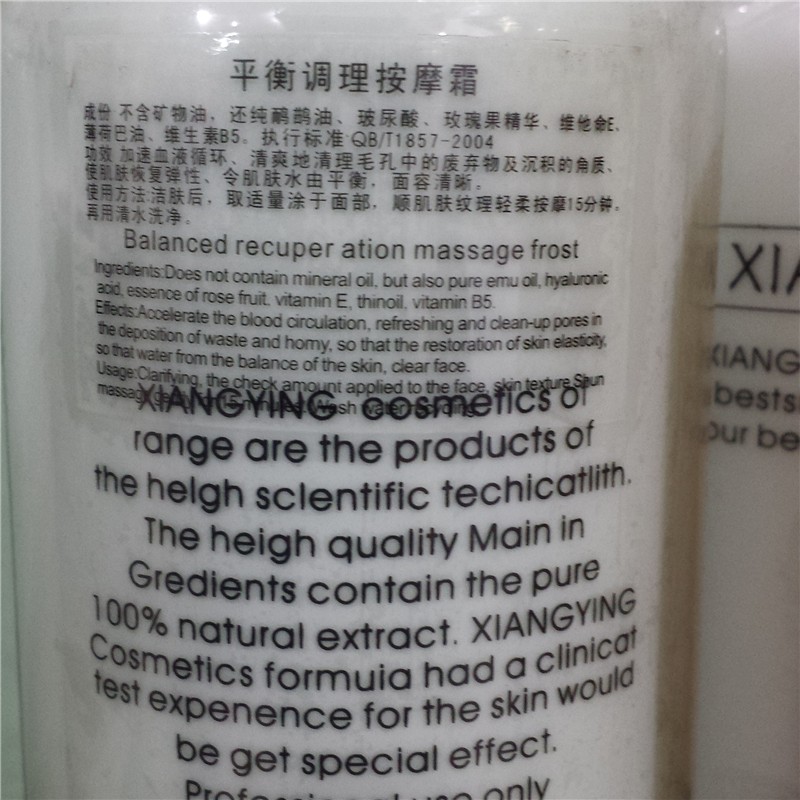 平衡调理按摩霜
成份 不含矿物油，还纯鸸鹋油、玻尿酸、玫瑰果精华、维他命E、
薄荷巴油、维生素B5。执行标准·QB/T1857-2004
功效 加速血液循环、清爽地清理毛孔中的废弃物及沉积的角质、
使肌肤恢复弹性、令肌肤水由平衡，面容清晰。
使用方法:洁肤后，取适量涂于面部，顺肌肤纹理轻柔按摩15分钟。
再用清水洗净。
Balanced recuper ation massage frost
Ingredients:Does not contain mineral oil, but also pure emu oil, hyaluronic
acid, essence of rose fruit, vitamin E, thinoil, vitamin B5.
Effects:Accelerate the blood circulation, refreshing and clean-up pores in
the deposition of waste and horny, so that the restoration of skin elasticity,
so that water from the balance of the skin, clear face.
Usage:Clarifying, the check amount applied to the face, skin texture Shun
massage
XIANGYING cosmetics of
range are the products of
the helgh sclentific techicatlith.
The heigh quality Main in
Gredients contain the pure
100% natural extract. XIANGYING
Cosmetics formuia had a clinicat
test expenence for the skin would
be get special effect.
Professional use only
XIA
XIANG
bests
our be